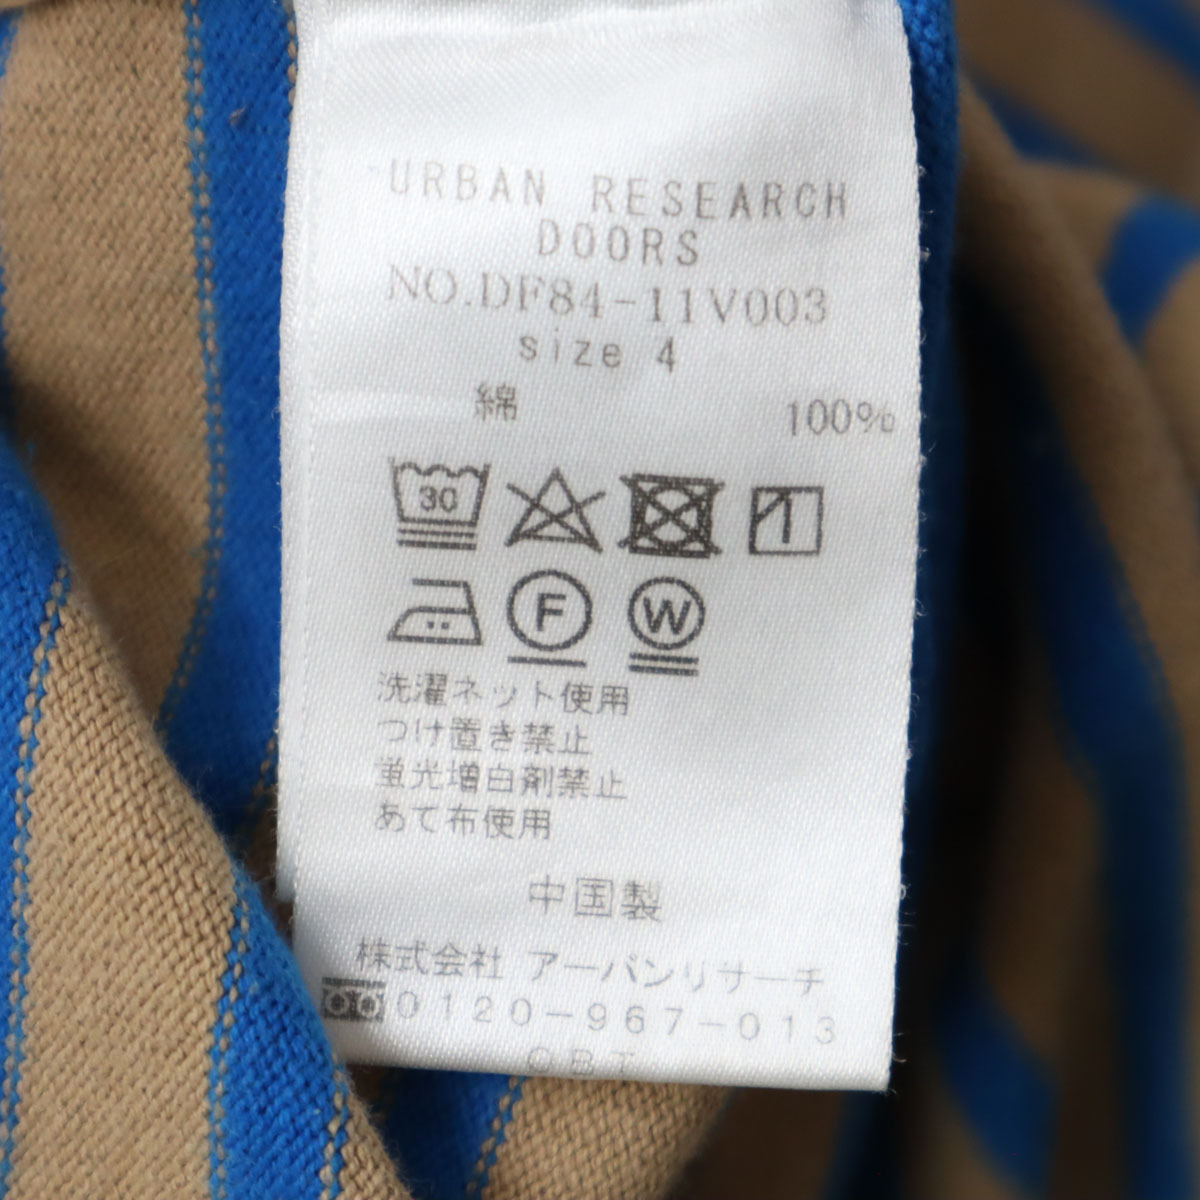 URBAN RESEARCH
DOORS
NO.DF84-11V003
size 4
綿 100%
30
F W
洗濯ネット使用
つけ置き禁止
蛍光増白剤禁止
あて布使用
中国製
株式会社 アーバンリサーチ
0120-967-013